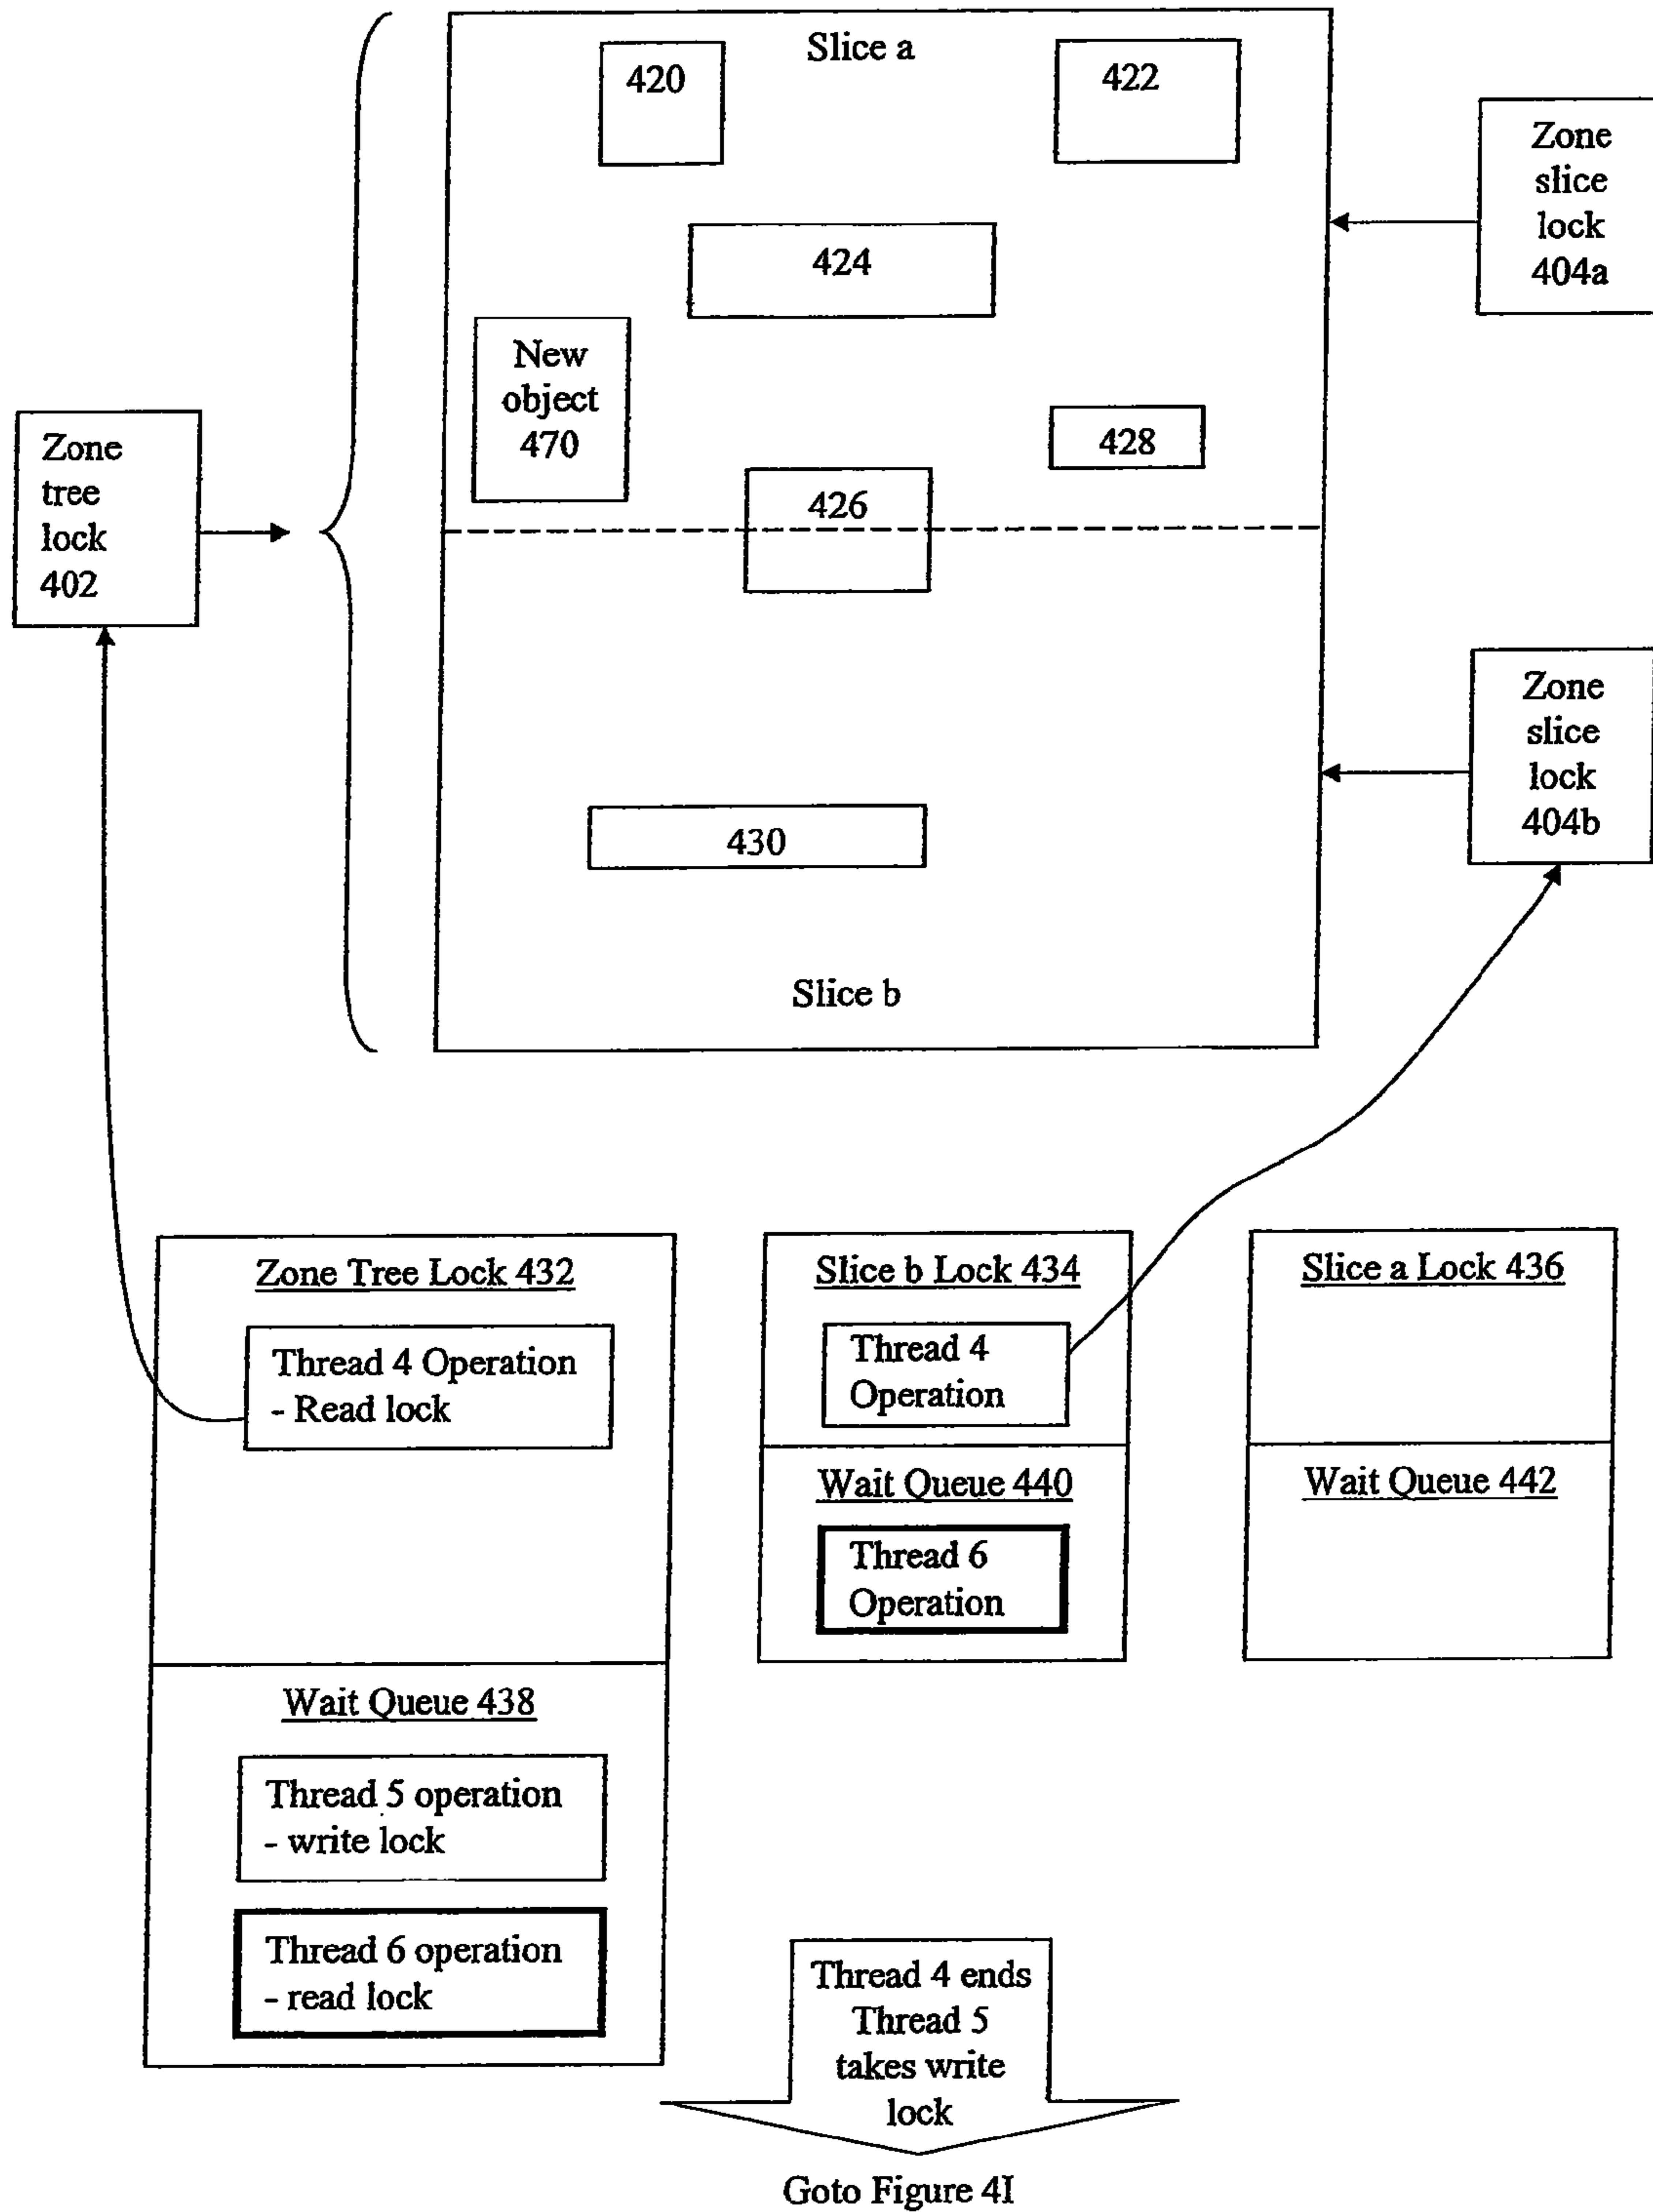 Slice a
420
422
Zone
slice
lock
404a
424
New
object
470
428
Zone
tree
lock
402
426
Zone
slice
lock
404b
430
Slice b
Zone Tree Lock 432
Thread 4 Operation
- Read lock
Slice b Lock 434
Thread 4
Operation
Slice a Lock 436
Wait Queue 440
Thread 6
Operation
Wait Queue 442
Wait Queue 438
Thread 5 operation
- write lock
Thread 6 operation
- read lock
Thread 4 ends
Thread 5
takes write
lock
Goto Figure 4I